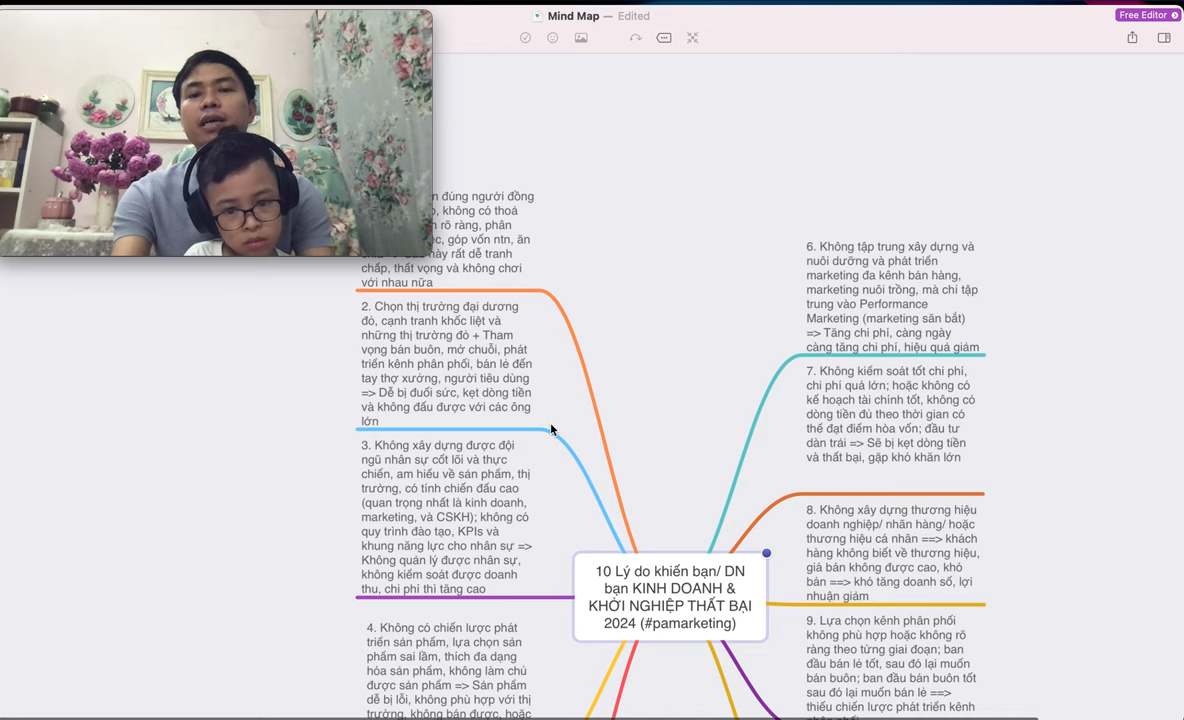 Mind Map — Edited
Free Editor
n đúng người đồng
, không có thoả
n rõ ràng, phân
ệc, góp vốn ntn, ăn
này rất dễ tranh
chấp, thất vọng và không chơi
với nhau nữa
2. Chọn thị trường đại dương
đỏ, cạnh tranh khốc liệt và
những thị trường đó + Tham
vọng bán buôn, mở chuỗi, phát
triển kênh phân phối, bán lẻ đến
tay thợ xưởng, người tiêu dùng
=> Dễ bị đuối sức, kẹt dòng tiền
và không đấu được với các ông
lớn
3. Không xây dựng được đội
ngũ nhân sự cốt lõi và thực
chiến, am hiểu về sản phẩm, thị
trường, có tính chiến đấu cao
(quan trọng nhất là kinh doanh,
marketing, và CSKH); không có
quy trình đào tạo, KPIs và
khung năng lực cho nhân sự =>
Không quản lý được nhân sự,
không kiểm soát được doanh
thu, chi phí thì tăng cao
4. Không có chiến lược phát
triển sản phẩm, lựa chọn sản
phẩm sai lầm, thích đa dạng
hóa sản phẩm, không làm chủ
được sản phẩm => Sản phẩm
dễ bị lỗi, không phù hợp với thị
trường, không bán được, hoặc
10 Lý do khiến bạn/ DN
bạn KINH DOANH &
KHỞI NGHIỆP THẤT BẠI
2024 (#pamarketing)
6. Không tập trung xây dựng và
nuôi dưỡng và phát triển
marketing đa kênh bán hàng,
marketing nuôi trồng, mà chỉ tập
trung vào Performance
Marketing (marketing săn bắt)
=> Tăng chi phí, càng ngày
càng tăng chi phí, hiệu quả giảm
7. Không kiểm soát tốt chi phí,
chi phí quá lớn; hoặc không có
kế hoạch tài chính tốt, không có
dòng tiền đủ theo thời gian có
thể đạt điểm hòa vốn; đầu tư
dàn trải => Sẽ bị kẹt dòng tiền
và thất bại, gặp khó khăn lớn
8. Không xây dựng thương hiệu
doanh nghiệp/ nhãn hàng/ hoặc
thương hiệu cá nhân ==> khách
hàng không biết về thương hiệu,
giá bán không được cao, khó
bán ==> khó tăng doanh số, lợi
nhuận giảm
9. Lựa chọn kênh phân phối
không phù hợp hoặc không rõ
ràng theo từng giai đoạn; ban
đầu bán lẻ tốt, sau đó lại muốn
bán buôn; ban đầu bán buôn tốt
sau đó lại muốn bán lẻ ==>
thiếu chiến lược phát triển kênh